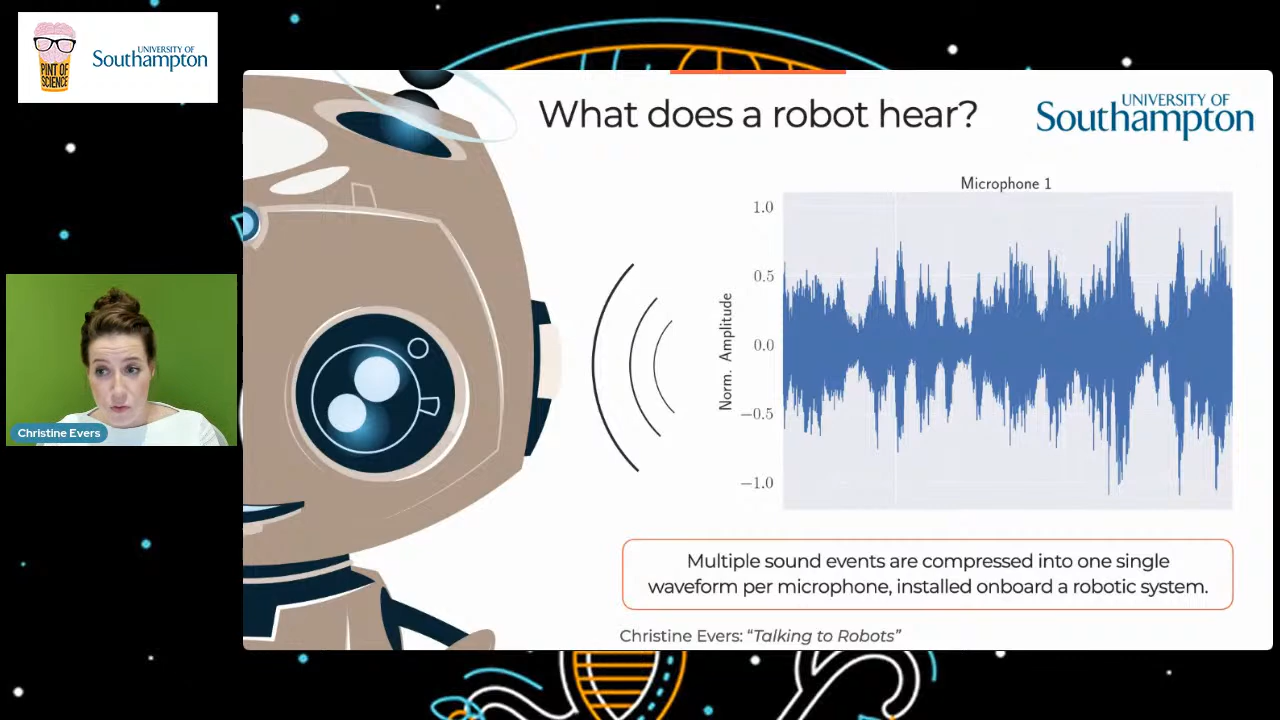 PINT OF
SCIENCE
UNIVERSITY OF
Southampton
What does a robot hear?
UNIVERSITY OF
Southampton
Microphone 1
1.0
0.5
0.0
−0.5
−1.0
Norm. Amplitude
Christine Evers
Multiple sound events are compressed into one single
waveform per microphone, installed onboard a robotic system.
Christine Evers: “Talking to Robots”